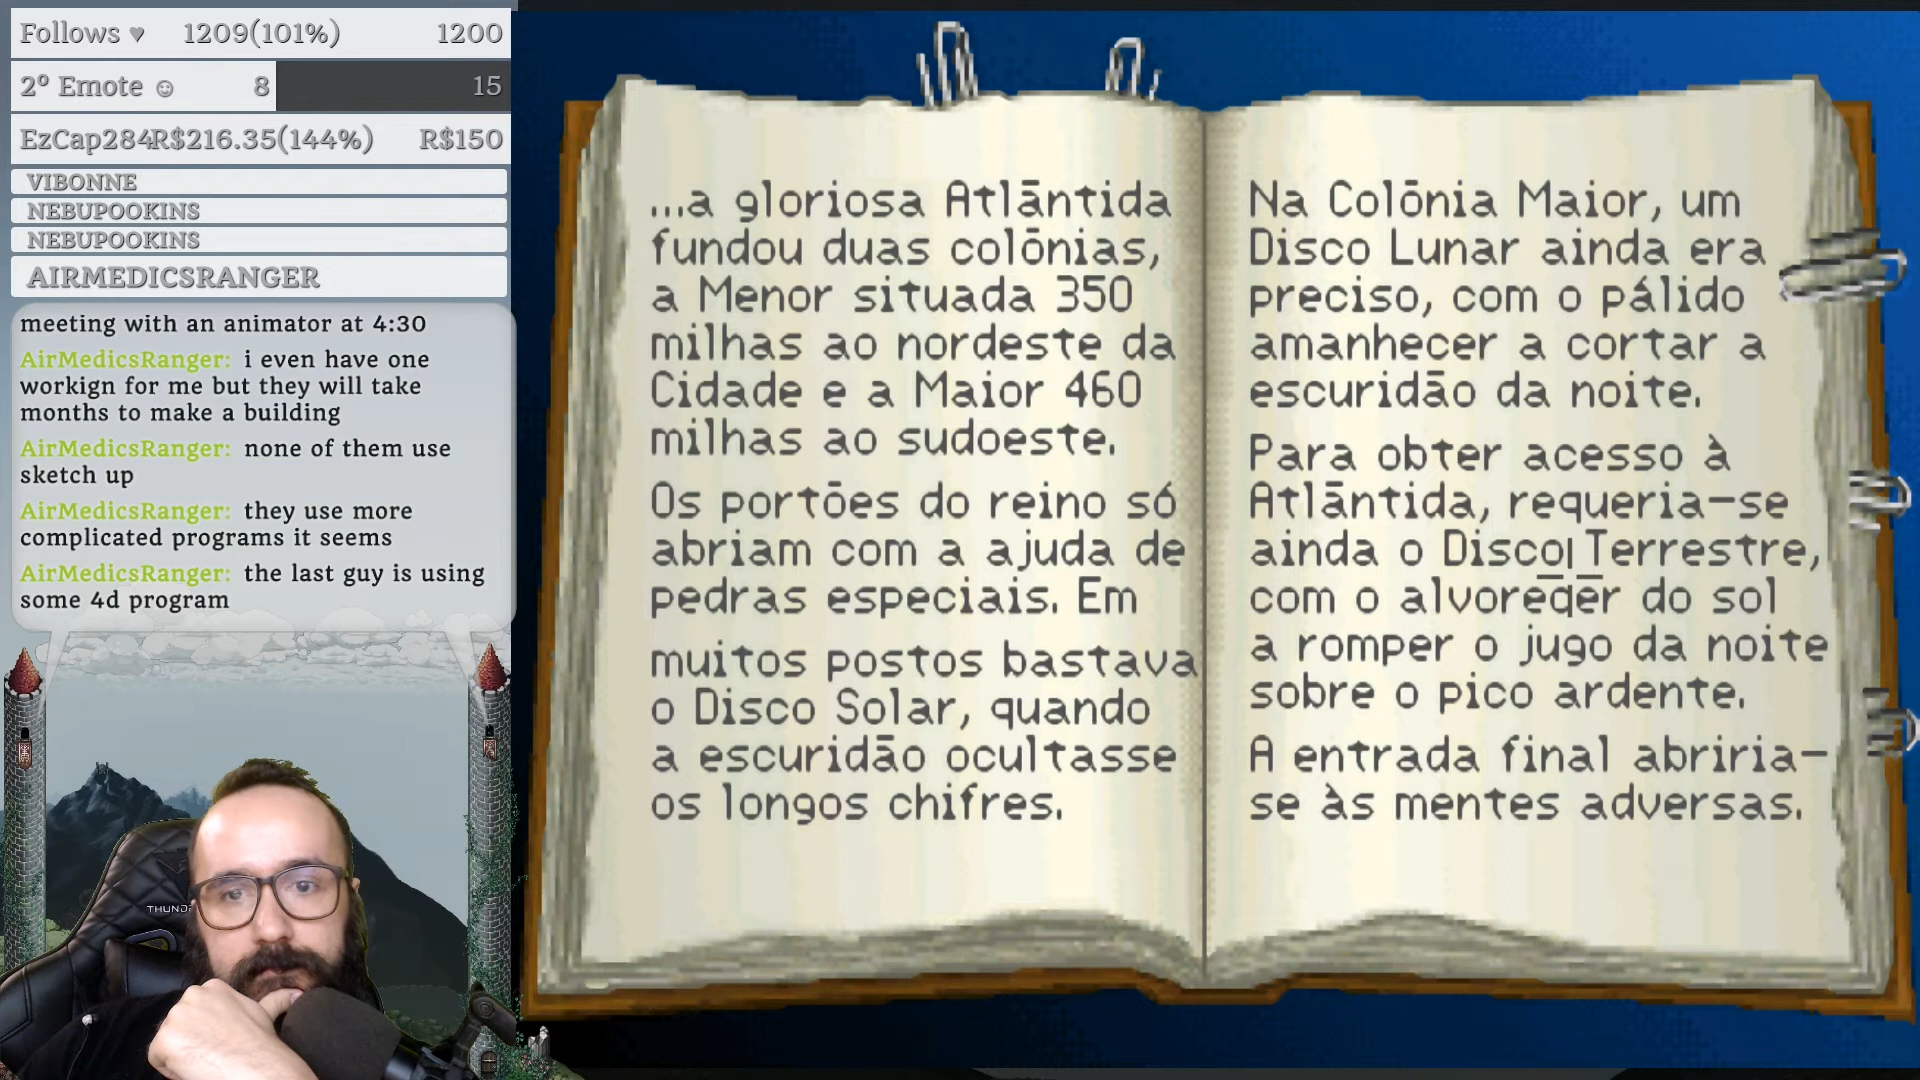 Follows ♥ 1209(101%) 1200
2º Emote ☺ 8 15
EzCap284R$216.35(144%) R$150
VIBONNE
NEBUPOOKINS
NEBUPOOKINS
AIRMEDICSRANGER
meeting with an animator at 4:30
AirMedicsRanger: i even have one
workign for me but they will take
months to make a building
AirMedicsRanger: none of them use
sketch up
AirMedicsRanger: they use more
complicated programs it seems
AirMedicsRanger: the last guy is using
some 4d program
...a gloriosa Atlāntida
fundou duas colōnias,
a Menor situada 350
milhas ao nordeste da
Cidade e a Maior 460
milhas ao sudoeste.
Os portões do reino só
abriam com a ajuda de
pedras especiais. Em
muitos postos bastava
o Disco Solar, quando
a escuridão ocultasse
os longos chifres.
Na Colōnia Maior, um
Disco Lunar ainda era
preciso, com o pálido
amanhecer a cortar a
escuridão da noite.
Para obter acesso à
Atlāntida, requeria-se
ainda o Disco Terrestre,
com o alvorecer do sol
a romper o jugo da noite
sobre o pico ardente.
A entrada final abriria-
se às mentes adversas.